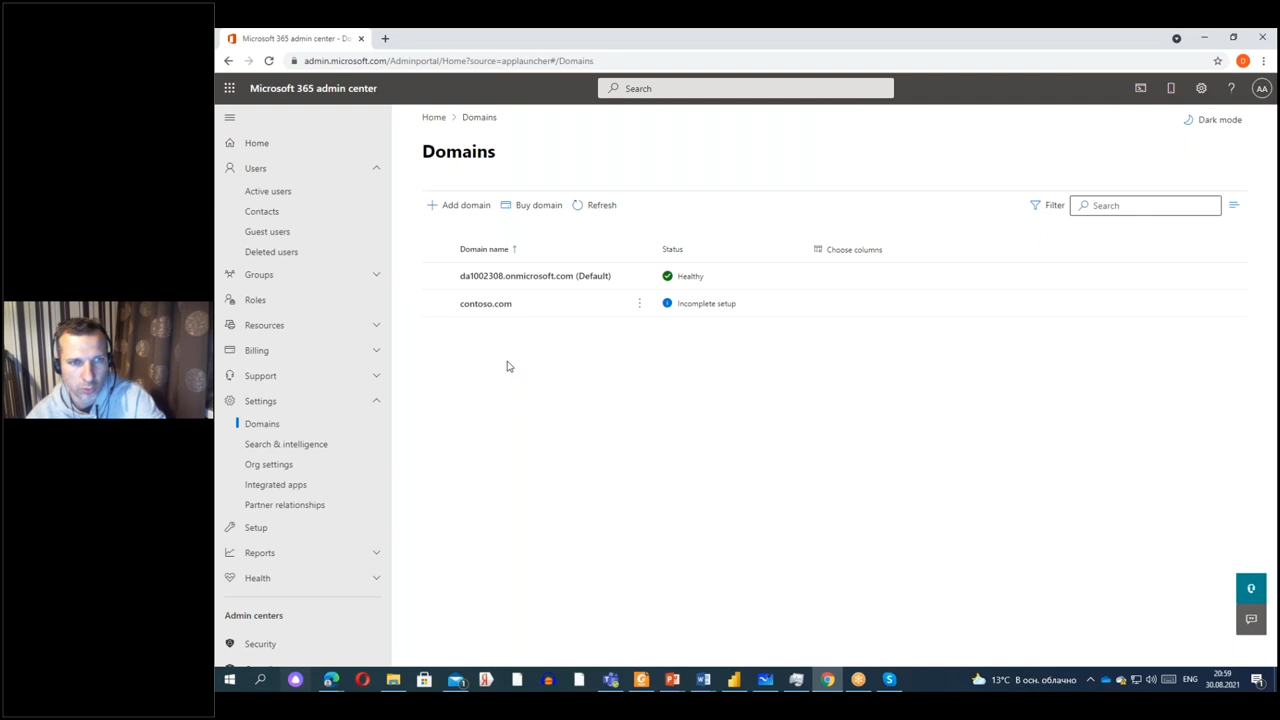 Microsoft 365 admin center - Do
admin.microsoft.com/Adminportal/Home?source=applauncher#/Domains
D
Microsoft 365 admin center
Search
AA
Home
Users
Active users
Contacts
Guest users
Deleted users
Groups
Roles
Resources
Billing
Support
Settings
Domains
Search & intelligence
Org settings
Integrated apps
Partner relationships
Setup
Reports
Health
Admin centers
Security
Home > Domains
Dark mode
Domains
Add domain Buy domain Refresh
Filter Search
Domain name ↑ Status Choose columns
da1002308.onmicrosoft.com (Default) Healthy
contoso.com Incomplete setup
13°C В осн. облачно
ENG
20:59
30.08.2021